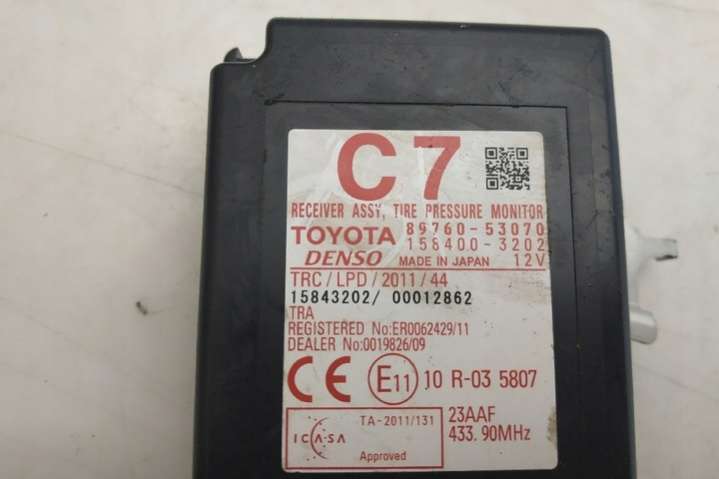 C7
RECEIVER ASSY, TIRE PRESSURE MONITOR
TOYOTA 89760-53070
158400-3202
DENSO MADE IN JAPAN 12V
TRC/LPD/2011/44
15843202/ 00012862
TRA
REGISTERED No:ER0062429/11
DEALER No:0019826/09
CE E11 10 R-03 5807
ICASA TA-2011/131
Approved
23AAF
433.90MHz